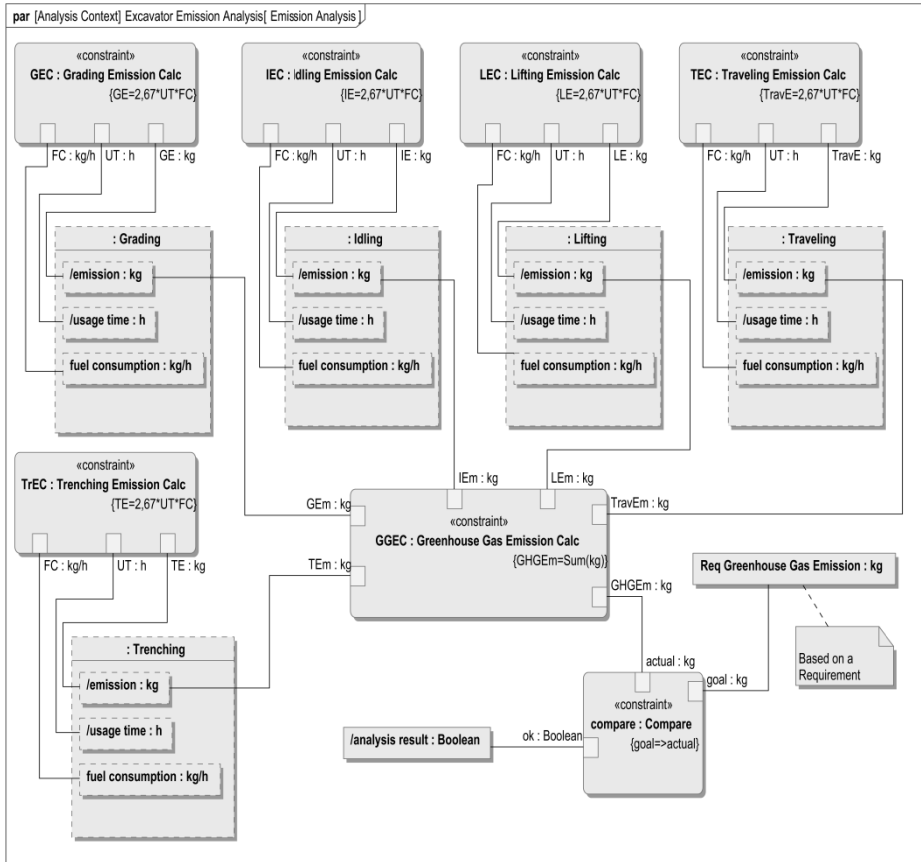 par [Analysis Context] Excavator Emission Analysis[ Emission Analysis ]
«constraint»
GEC : Grading Emission Calc
{GE=2,67*UT*FC}
FC : kg/h
UT : h
GE : kg
«constraint»
IEC : Idling Emission Calc
{IE=2,67*UT*FC}
FC : kg/h
UT : h
IE : kg
«constraint»
LEC : Lifting Emission Calc
{LE=2,67*UT*FC}
FC : kg/h
UT : h
LE : kg
«constraint»
TEC : Traveling Emission Calc
{TravE=2,67*UT*FC}
FC : kg/h
UT : h
TravE : kg
: Grading
/emission : kg
/usage time : h
fuel consumption : kg/h
: Idling
/emission : kg
/usage time : h
fuel consumption : kg/h
: Lifting
/emission : kg
/usage time : h
fuel consumption : kg/h
: Traveling
/emission : kg
/usage time : h
fuel consumption : kg/h
«constraint»
TrEC : Trenching Emission Calc
{TE=2,67*UT*FC}
FC : kg/h
UT : h
TE : kg
: Trenching
/emission : kg
/usage time : h
fuel consumption : kg/h
IEm : kg
LEm : kg
GEm : kg
TravEm : kg
TEm : kg
GHGEm : kg
«constraint»
GGEC : Greenhouse Gas Emission Calc
{GHGEm=Sum(kg)}
Req Greenhouse Gas Emission : kg
Based on a
Requirement
actual : kg
goal : kg
«constraint»
compare : Compare
{goal=>actual}
ok : Boolean
/analysis result : Boolean